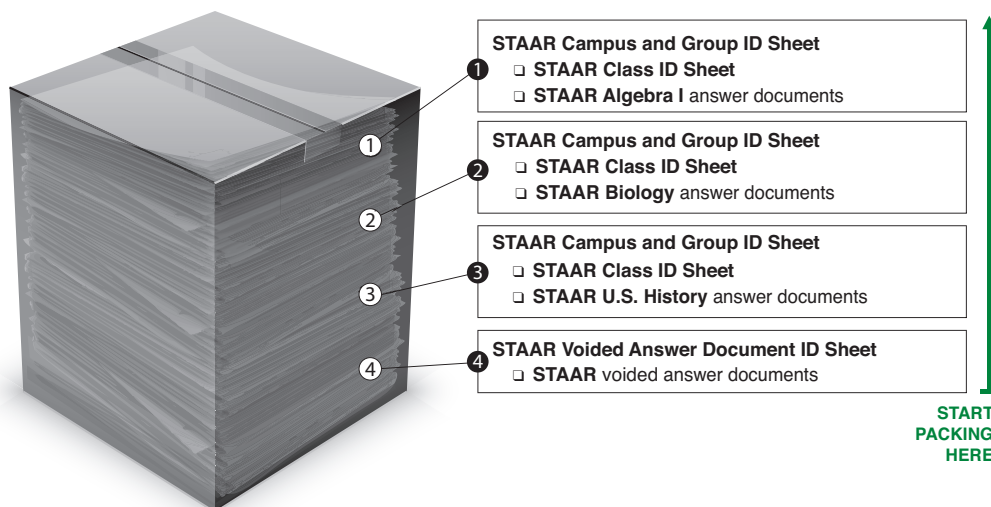 STAAR Campus and Group ID Sheet
❏ STAAR Class ID Sheet
❏ STAAR Algebra I answer documents
1
1
STAAR Campus and Group ID Sheet
❏ STAAR Class ID Sheet
❏ STAAR Biology answer documents
2
2
STAAR Campus and Group ID Sheet
❏ STAAR Class ID Sheet
❏ STAAR U.S. History answer documents
3
3
STAAR Voided Answer Document ID Sheet
❏ STAAR voided answer documents
4
4
START
PACKING
HERE